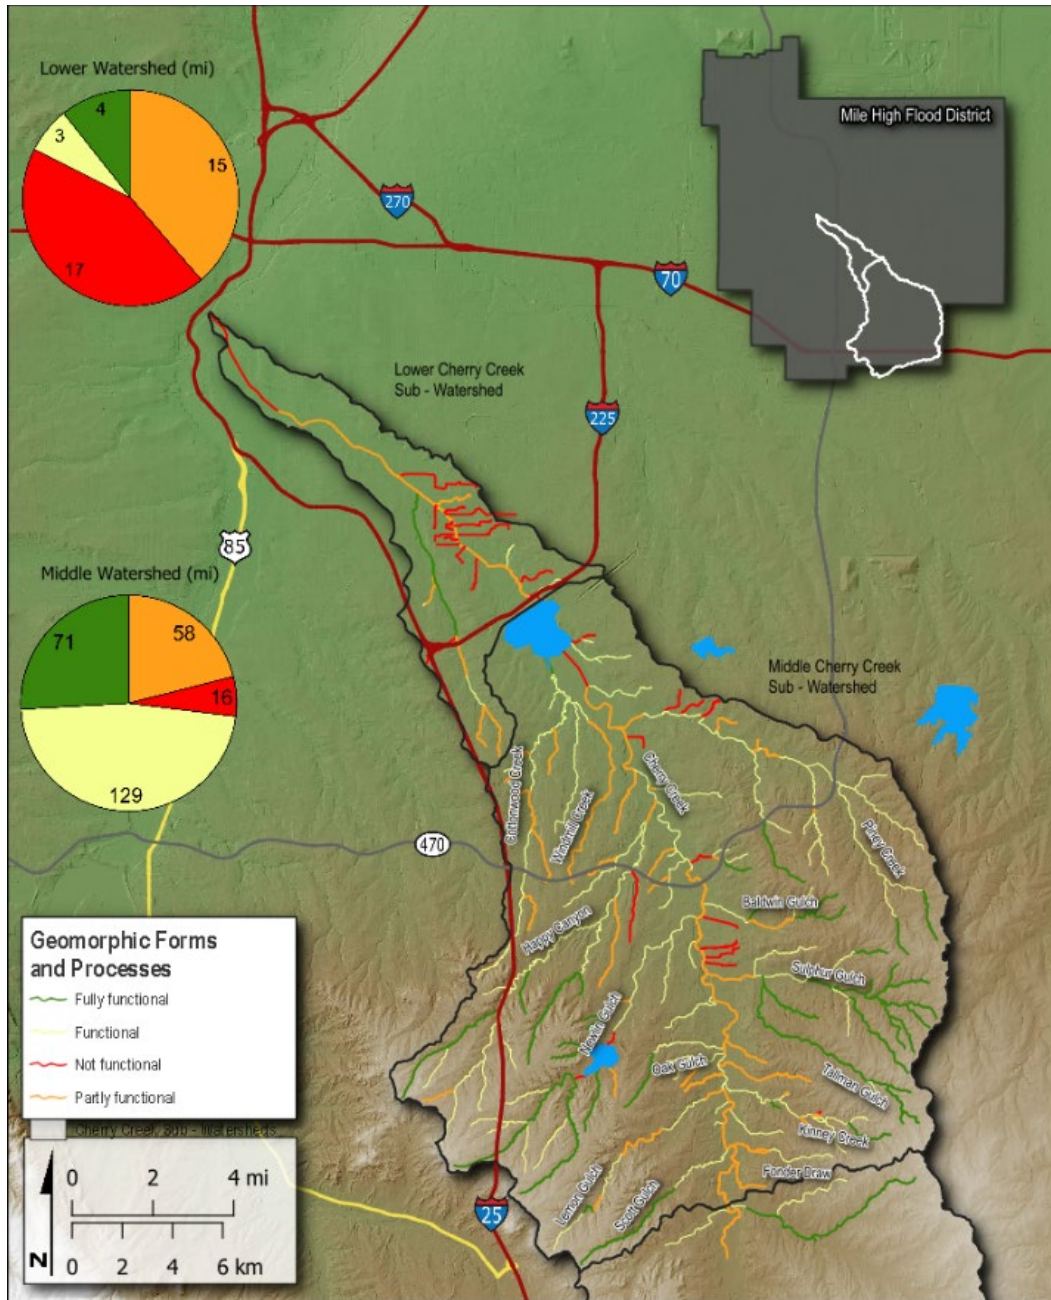 Lower Watershed (mi)
4
3
15
17
Mile High Flood District
270
70
Lower Cherry Creek
Sub - Watershed
225
85
Middle Watershed (mi)
71
58
16
129
Middle Cherry Creek
Sub - Watershed
Cottonwood Creek
Windmill Creek
Cherry Creek
Piney Creek
470
Baldwin Gulch
Happy Canyon
Sulphur Gulch
Newlin Gulch
Oak Gulch
Tallman Gulch
Kinney Creek
Fonder Draw
Lemon Gulch
Scott Gulch
25
Geomorphic Forms
and Processes
Fully functional
Functional
Not functional
Partly functional
Cherry Creek Sub - Watersheds
0 2 4 mi
0 2 4 6 km
N